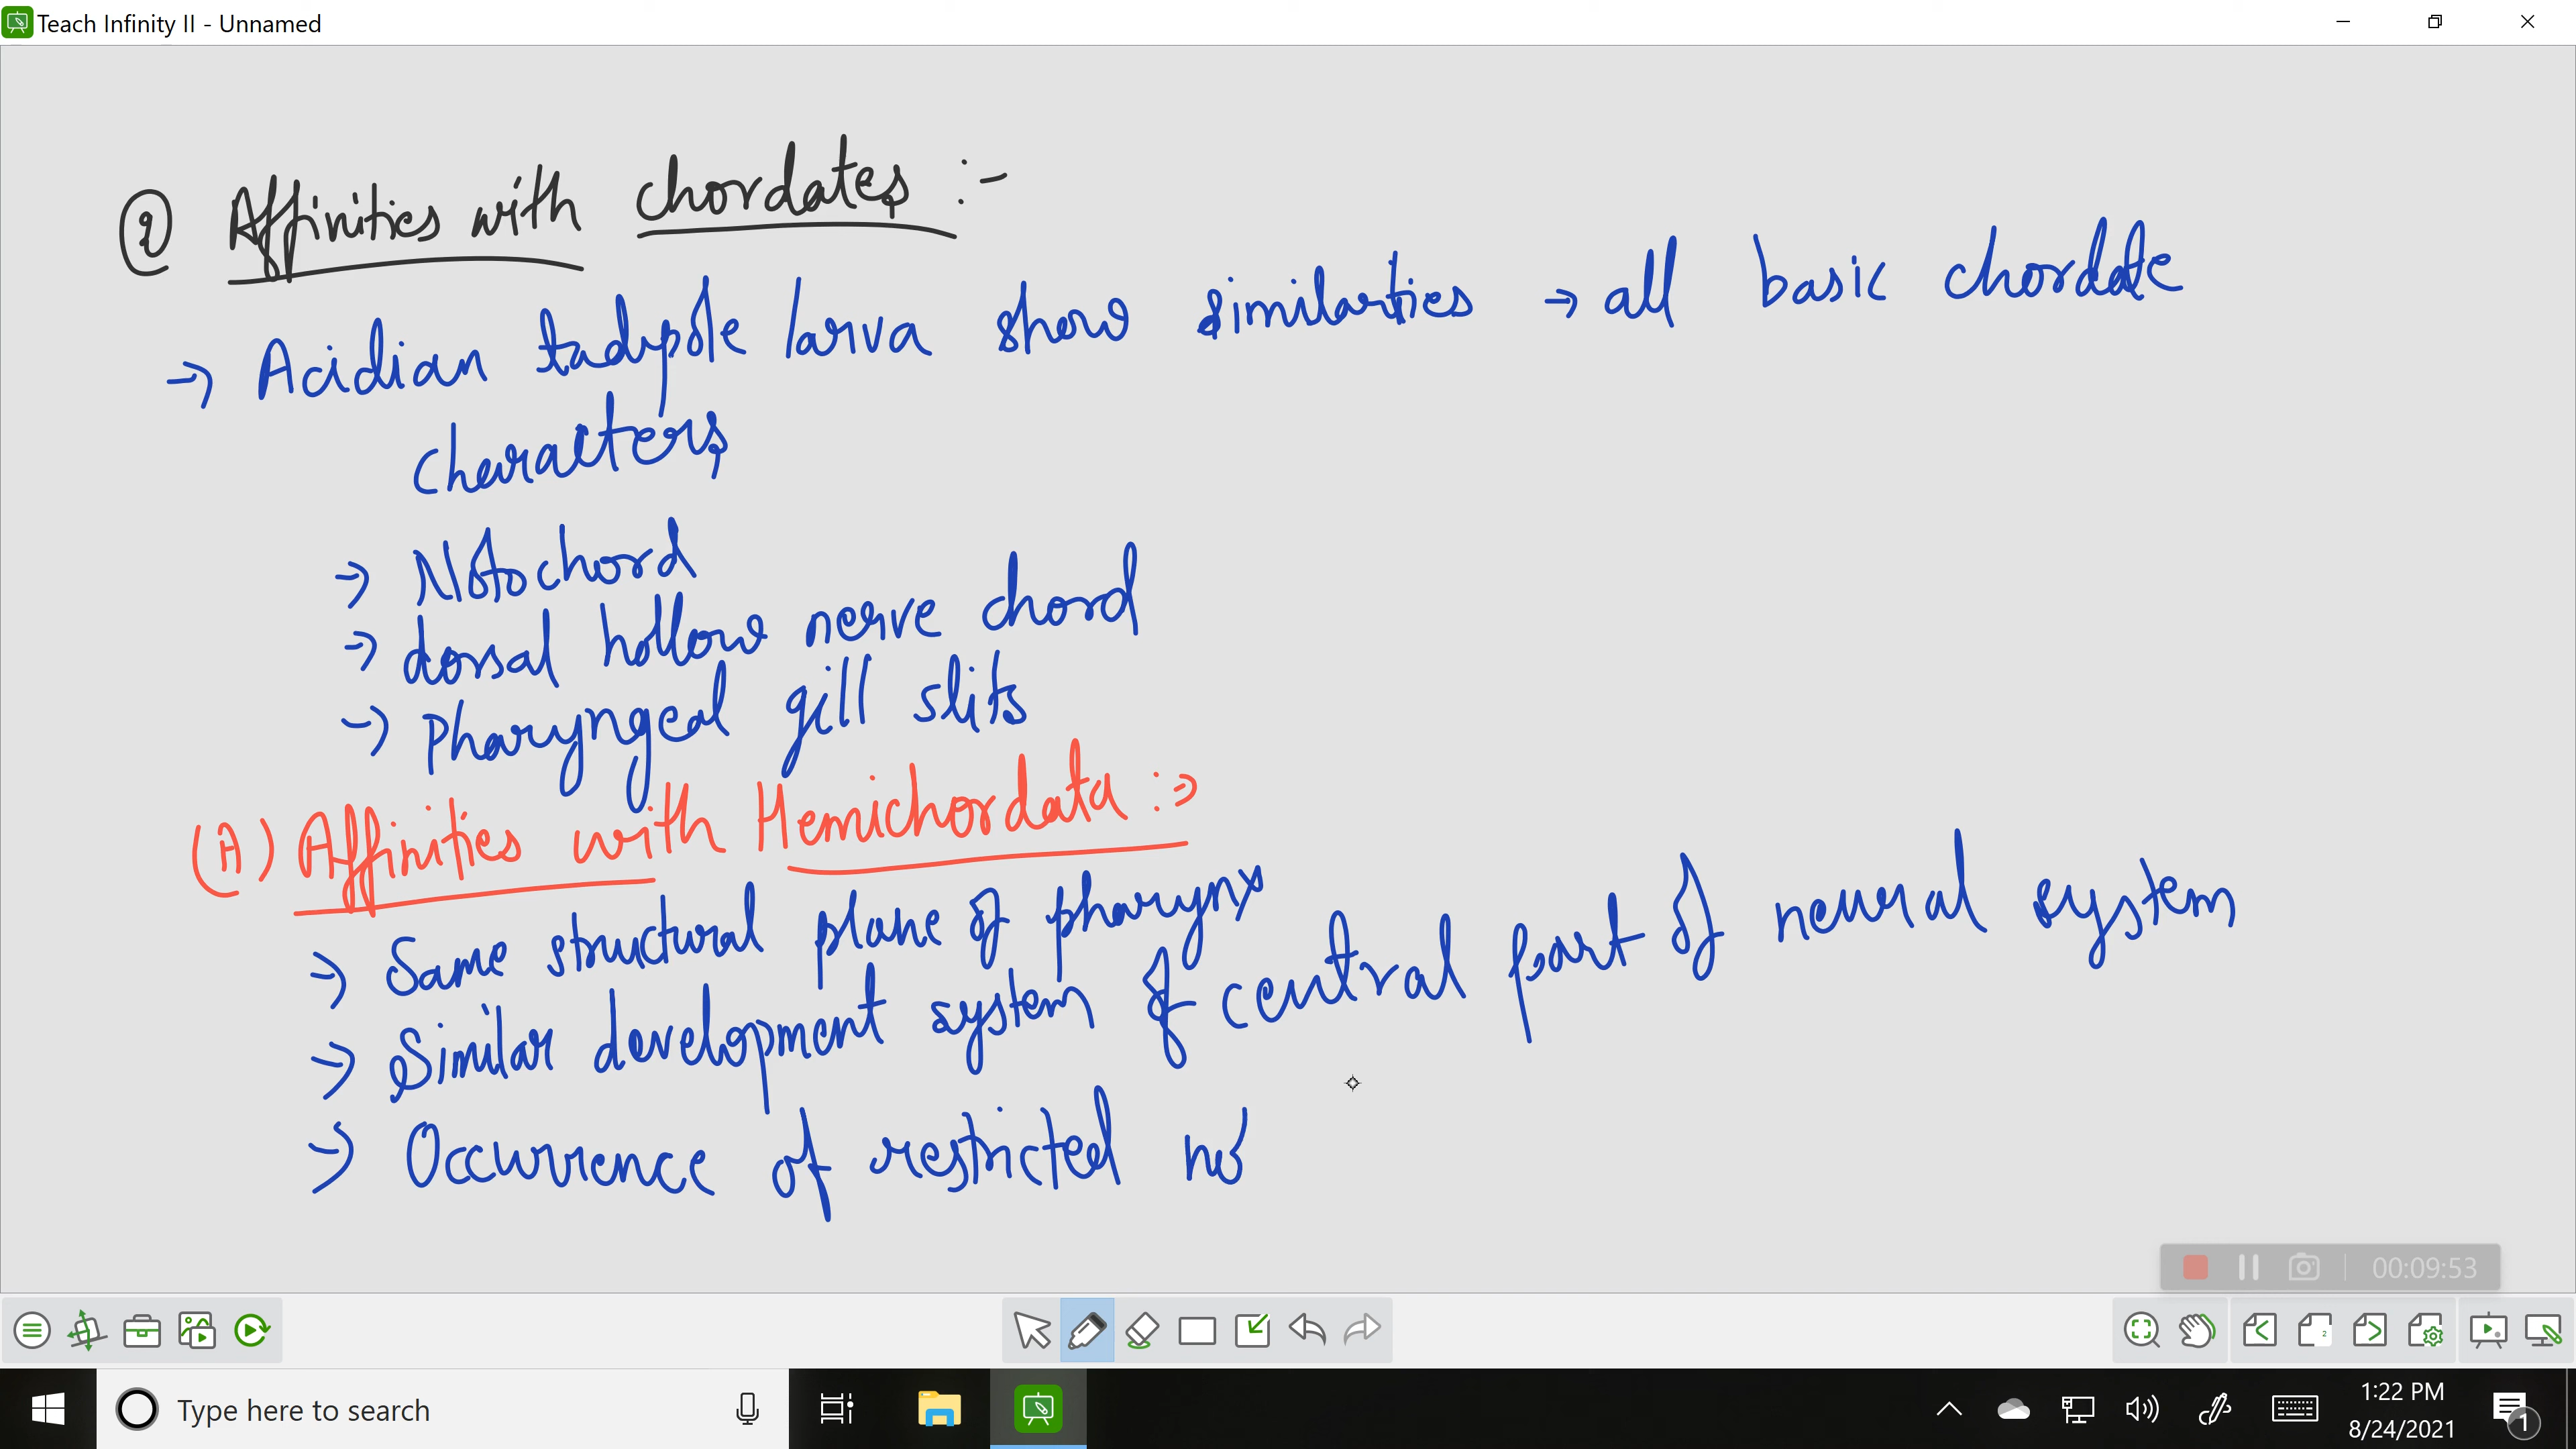 Teach Infinity II - Unnamed
② Affinities with chordates :-
→ Acidian tadpole larva show similarties → all basic chordate
characters
→ Notochord
→ dorsal hollow nerve chord
→ Pharyngeal gill slits
(A) Affinities with Hemichordata :→
→ Same structural plane of pharynx
→ Similar development system of central part of neural system
→ Occurrence of restricted no
00:09:53
2
Type here to search
1:22 PM
8/24/2021
1